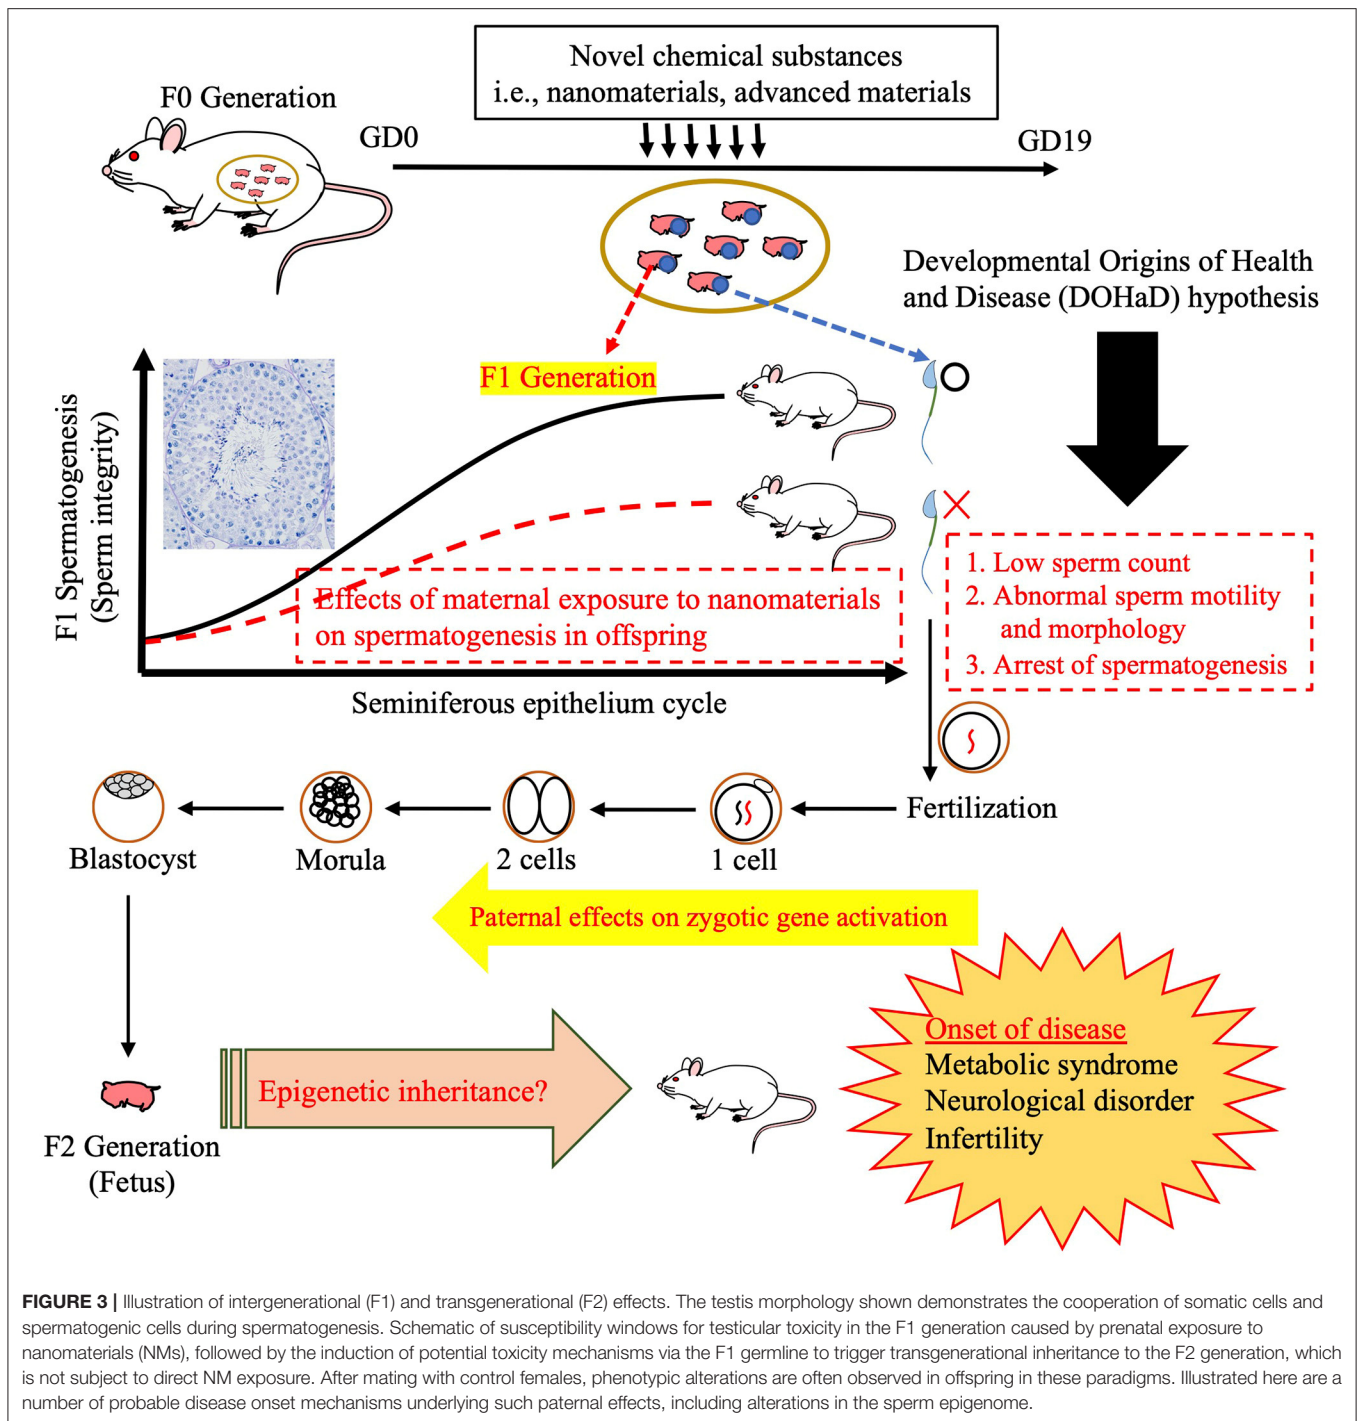 Novel chemical substances
i.e., nanomaterials, advanced materials
F0 Generation
GD0
GD19
Developmental Origins of Health
and Disease (DOHaD) hypothesis
F1 Generation
F1 Spermatogenesis
(Sperm integrity)
Effects of maternal exposure to nanomaterials
on spermatogenesis in offspring
Seminiferous epithelium cycle
1. Low sperm count
2. Abnormal sperm motility
and morphology
3. Arrest of spermatogenesis
Fertilization
1 cell
2 cells
Morula
Blastocyst
Paternal effects on zygotic gene activation
F2 Generation
(Fetus)
Epigenetic inheritance?
Onset of disease
Metabolic syndrome
Neurological disorder
Infertility
FIGURE 3 | Illustration of intergenerational (F1) and transgenerational (F2) effects. The testis morphology shown demonstrates the cooperation of somatic cells and
spermatogenic cells during spermatogenesis. Schematic of susceptibility windows for testicular toxicity in the F1 generation caused by prenatal exposure to
nanomaterials (NMs), followed by the induction of potential toxicity mechanisms via the F1 germline to trigger transgenerational inheritance to the F2 generation, which
is not subject to direct NM exposure. After mating with control females, phenotypic alterations are often observed in offspring in these paradigms. Illustrated here are a
number of probable disease onset mechanisms underlying such paternal effects, including alterations in the sperm epigenome.